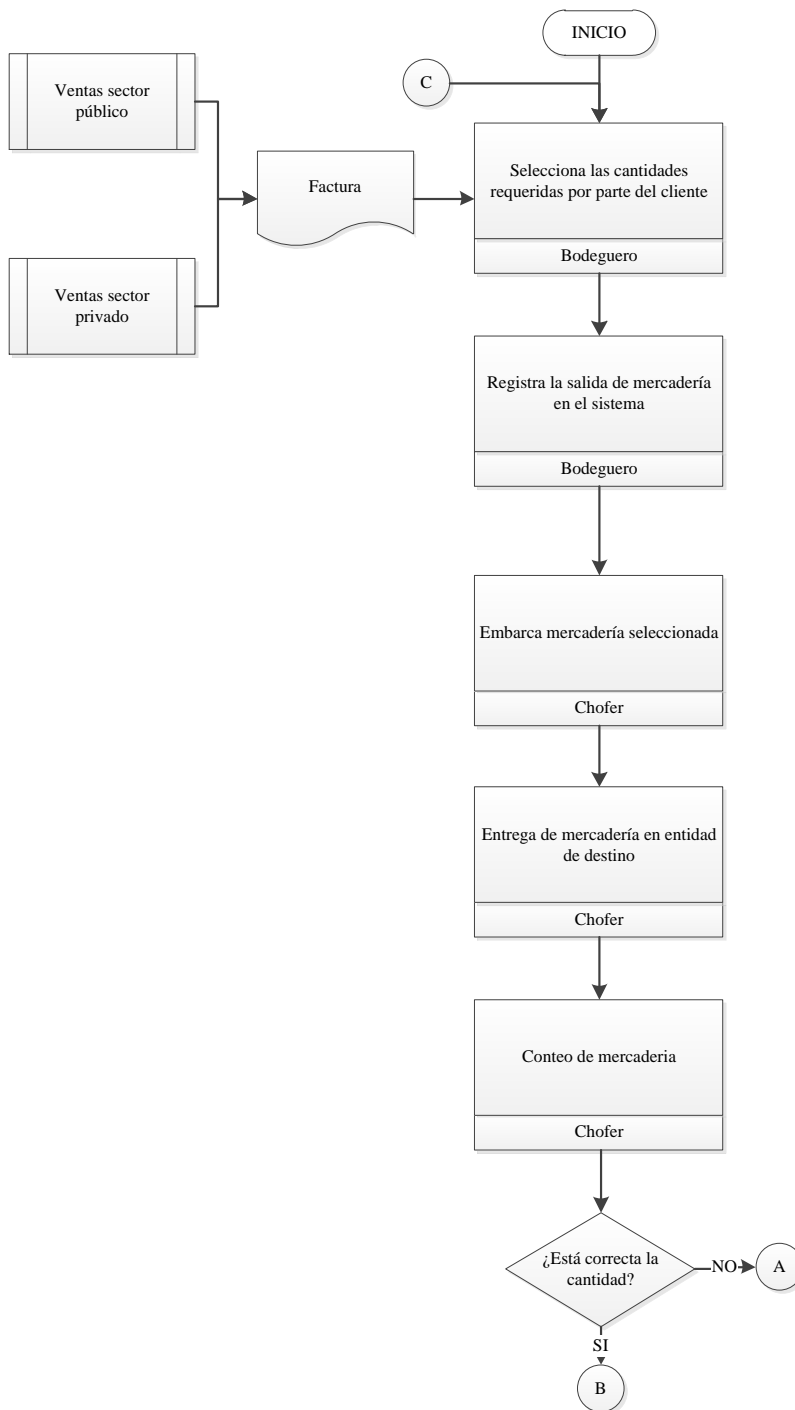 INICIO
C
Ventas sector
público
Factura
Selecciona las cantidades
requeridas por parte del cliente
Bodeguero
Ventas sector
privado
Registra la salida de mercadería
en el sistema
Bodeguero
Embarca mercadería seleccionada
Chofer
Entrega de mercadería en entidad
de destino
Chofer
Conteo de mercaderia
Chofer
¿Está correcta la
cantidad?
NO
A
SI
B